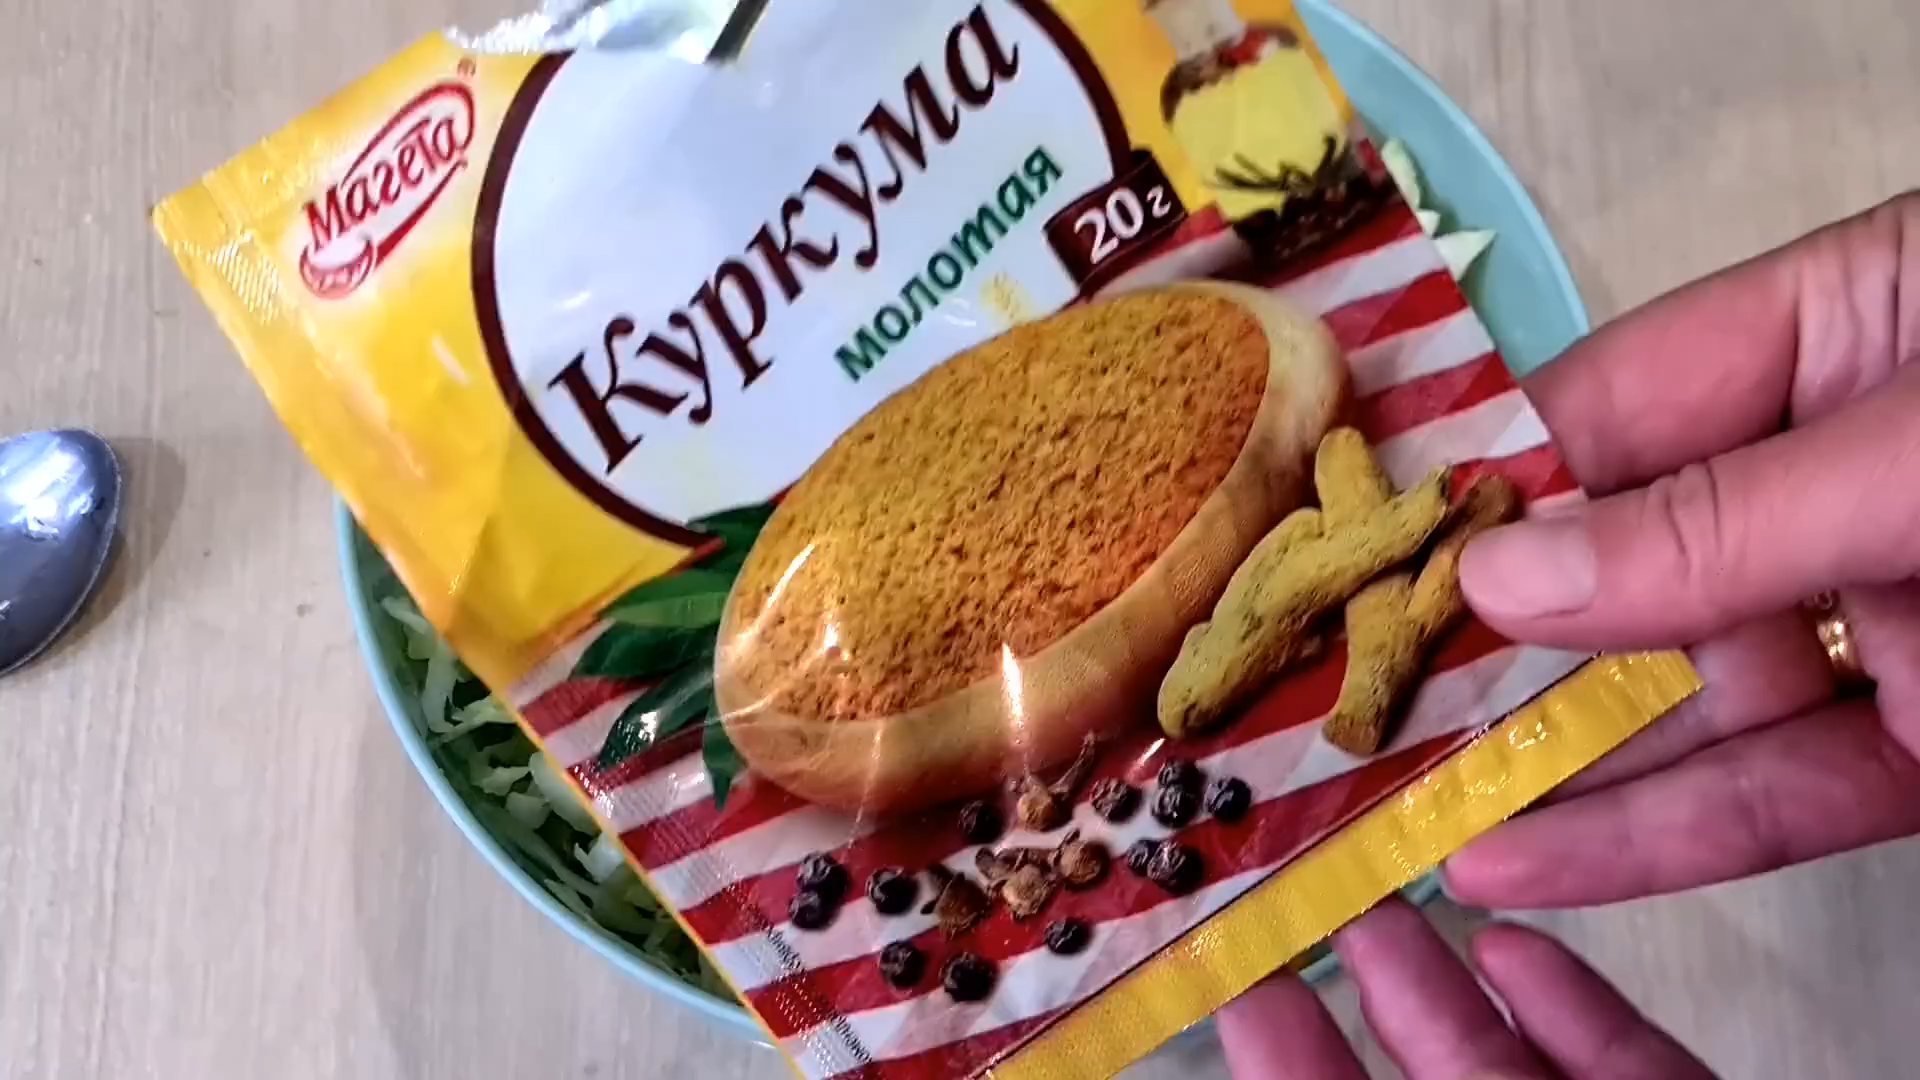 Магета
Куркума
молотая
20 г